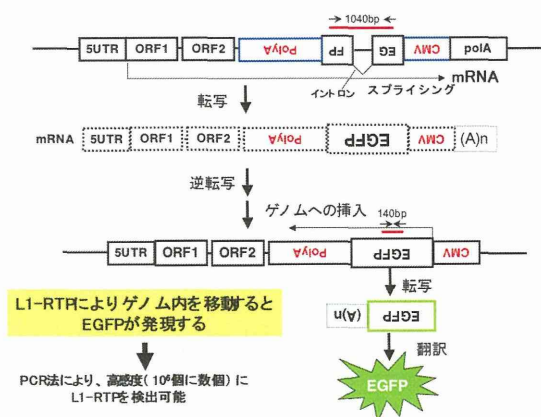 1040bp
5UTR ORF1 ORF2 PolyA FP EG CMV polA
mRNA
イントロン スプライシング
転写
mRNA 5UTR ORF1 ORF2 PolyA EGFP CMV (A)n
逆転写
ゲノムへの挿入 140bp
5UTR ORF1 ORF2 PolyA EGFP CMV
L1-RTPによりゲノム内を移動すると
EGFPが発現する
転写
(A)n EGFP
翻訳
EGFP
PCR法により、高感度(10⁶個に数個)に
L1-RTPを検出可能